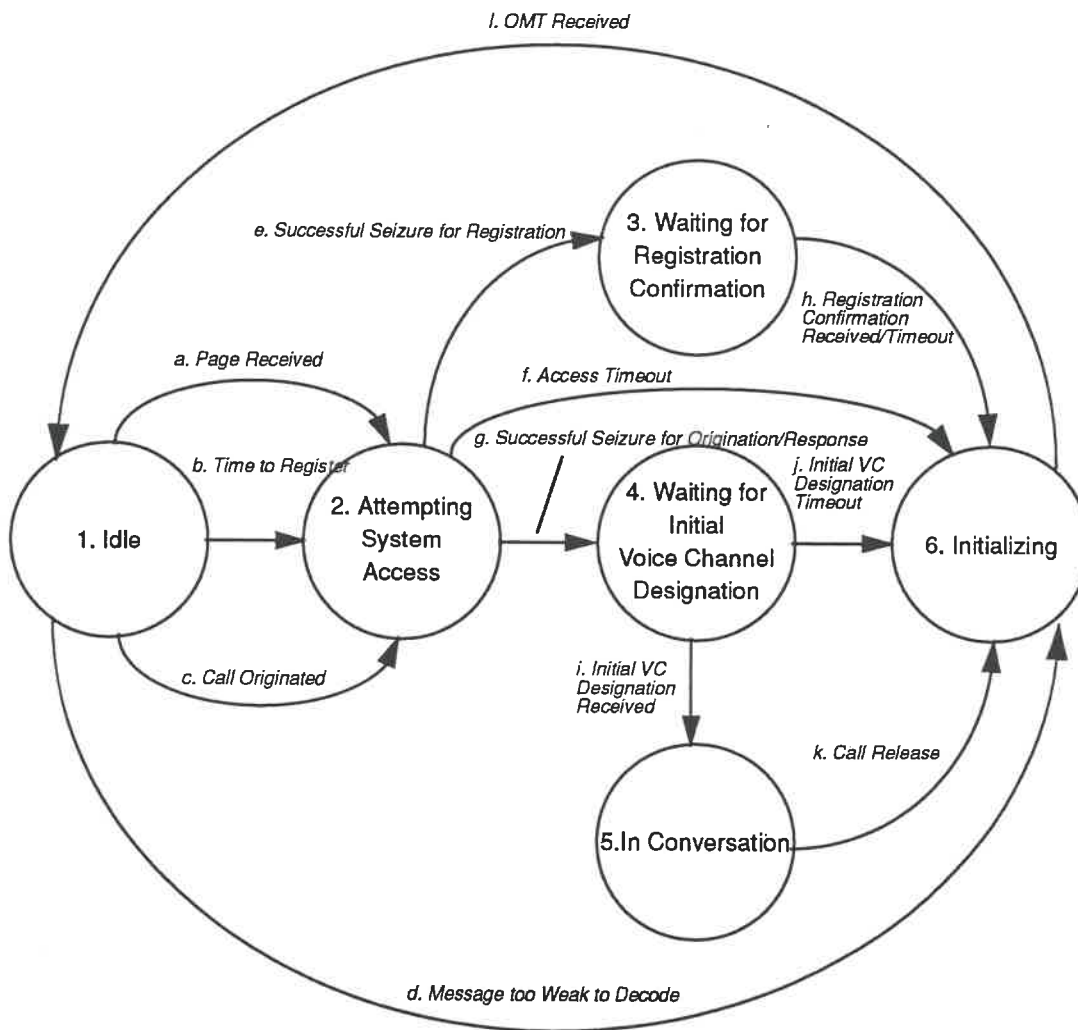 l. OMT Received
e. Successful Seizure for Registration
3. Waiting for
Registration
Confirmation
h. Registration
Confirmation
Received/Timeout
a. Page Received
f. Access Timeout
g. Successful Seizure for Origination/Response
b. Time to Register
j. Initial VC
Designation
Timeout
1. Idle
2. Attempting
System
Access
4. Waiting for
Initial
Voice Channel
Designation
6. Initializing
c. Call Originated
i. Initial VC
Designation
Received
k. Call Release
5.In Conversation
d. Message too Weak to Decode